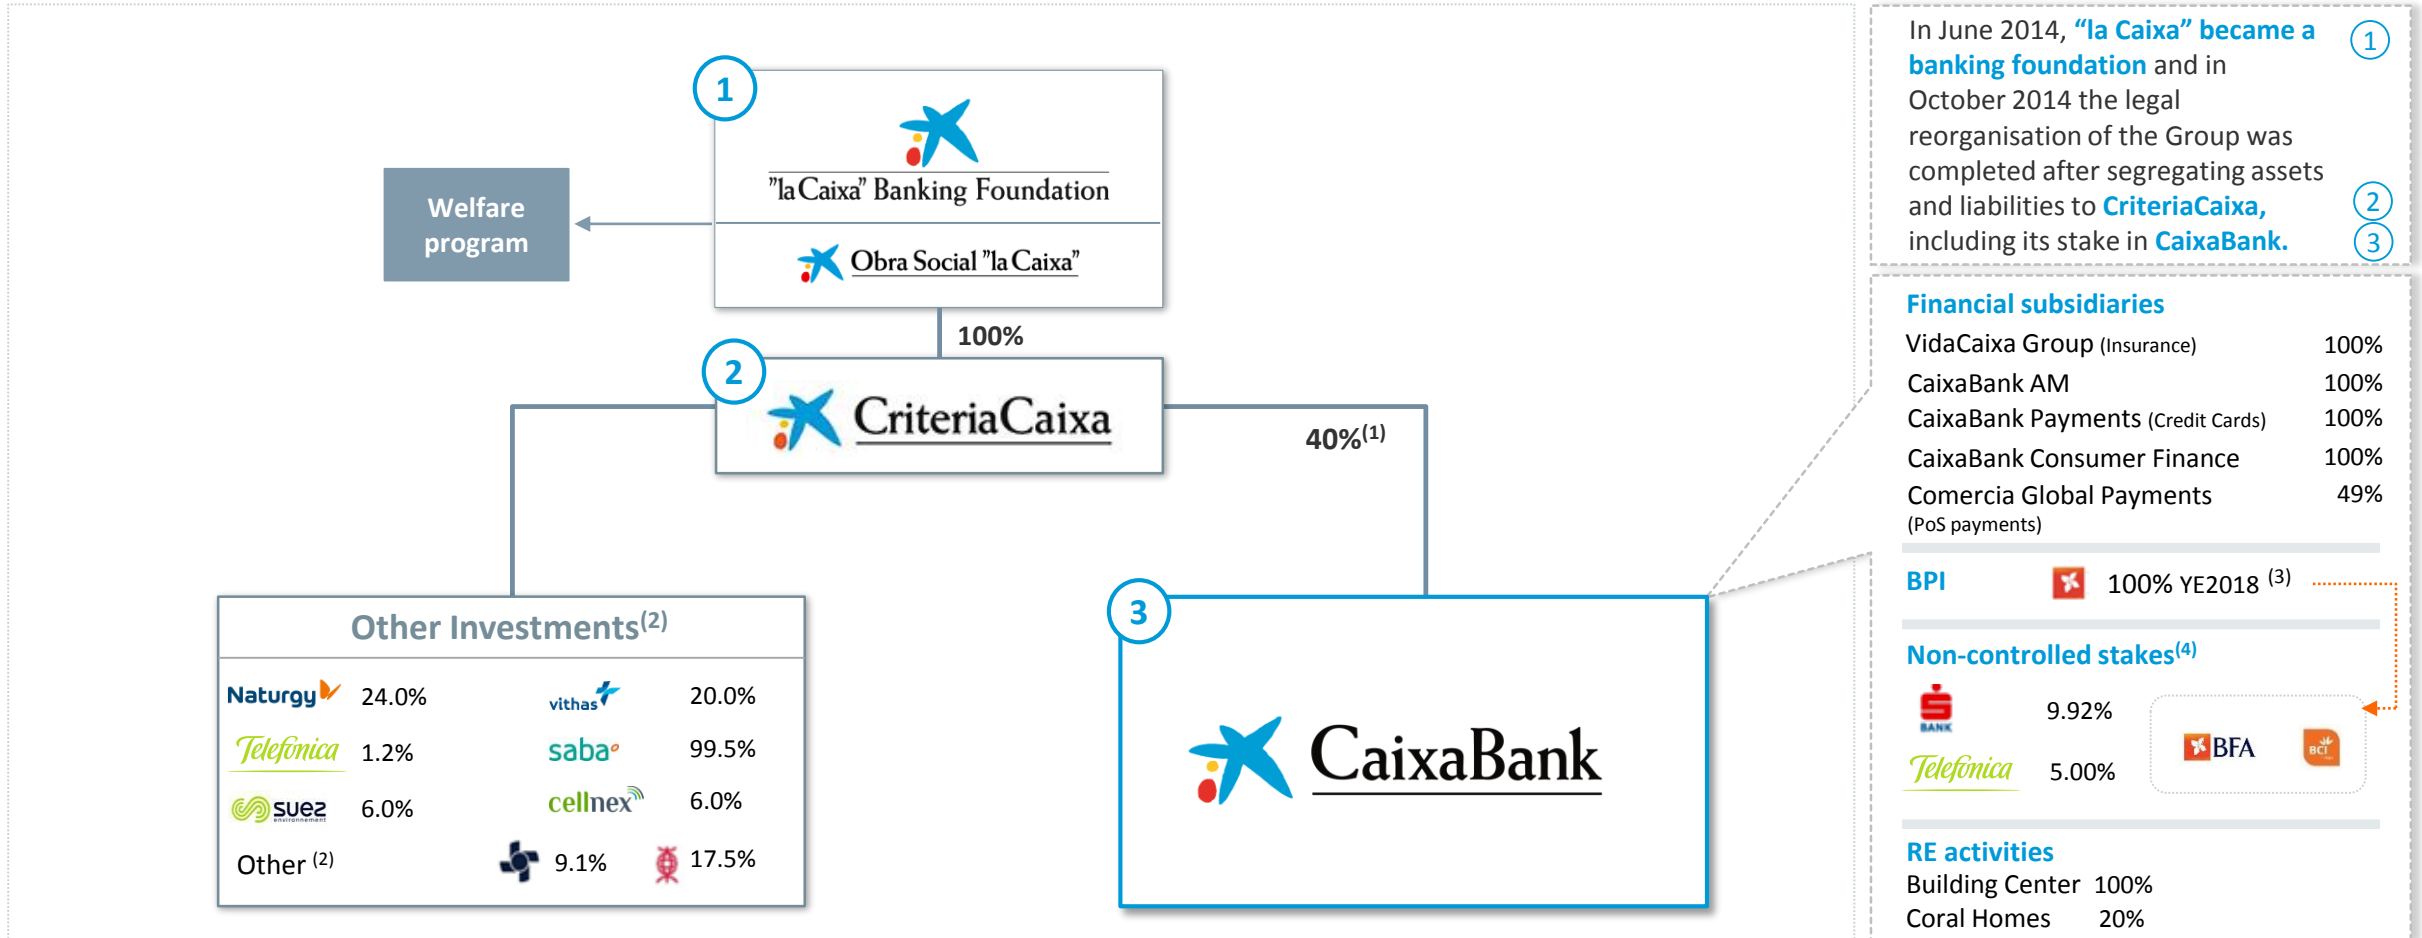 1
"la Caixa" Banking Foundation
Obra Social "la Caixa"
Welfare
program
100%
2
CriteriaCaixa
40%(1)
Other Investments(2)
Naturgy 24.0%
vithas 20.0%
Telefónica 1.2%
saba 99.5%
suez environnement 6.0%
cellnex 6.0%
Other (2) 9.1% 17.5%
3
CaixaBank
In June 2014, “la Caixa” became a 1
banking foundation and in
October 2014 the legal
reorganisation of the Group was
completed after segregating assets
and liabilities to CriteriaCaixa, 2
including its stake in CaixaBank. 3
Financial subsidiaries
VidaCaixa Group (Insurance) 100%
CaixaBank AM 100%
CaixaBank Payments (Credit Cards) 100%
CaixaBank Consumer Finance 100%
Comercia Global Payments 49%
(PoS payments)
BPI 100% YE2018 (3)
Non-controlled stakes(4)
BANK 9.92%
Telefónica 5.00%
BFA
BCI
RE activities
Building Center 100%
Coral Homes 20%